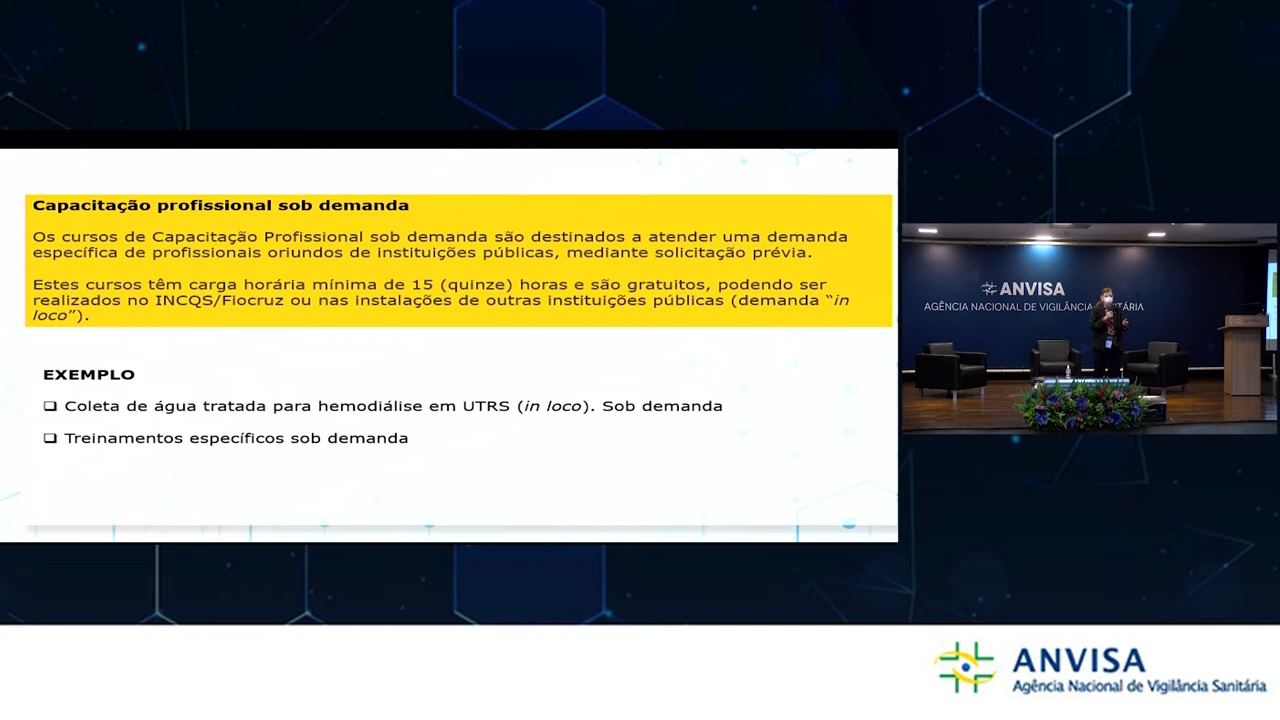 Capacitação profissional sob demanda
Os cursos de Capacitação Profissional sob demanda são destinados a atender uma demanda
específica de profissionais oriundos de instituições públicas, mediante solicitação prévia.
Estes cursos têm carga horária mínima de 15 (quinze) horas e são gratuitos, podendo ser
realizados no INCQS/Fiocruz ou nas instalações de outras instituições públicas (demanda “in
loco”).
EXEMPLO
❑ Coleta de água tratada para hemodiálise em UTRS (in loco). Sob demanda
❑ Treinamentos específicos sob demanda
ANVISA
AGÊNCIA NACIONAL DE VIGILÂNCIA SANITÁRIA
ANVISA
Agência Nacional de Vigilância Sanitária